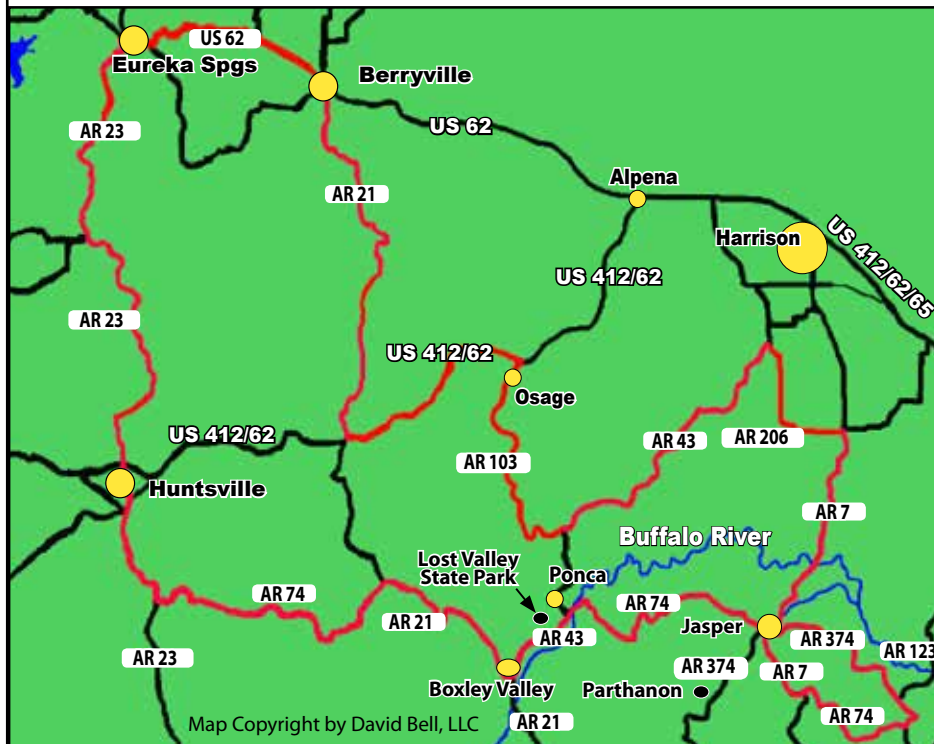 US 62
Eureka Spgs
Berryville
AR 23
US 62
Alpena
AR 21
Harrison
US 412/62/65
US 412/62
AR 23
US 412/62
Osage
US 412/62
AR 43
AR 206
AR 103
Huntsville
AR 7
Buffalo River
Lost Valley
State Park
Ponca
AR 74
AR 74
AR 21
Jasper
AR 43
AR 374
AR 123
AR 23
AR 374
AR 7
Boxley Valley
Parthanon
AR 74
AR 21
Map Copyright by David Bell, LLC